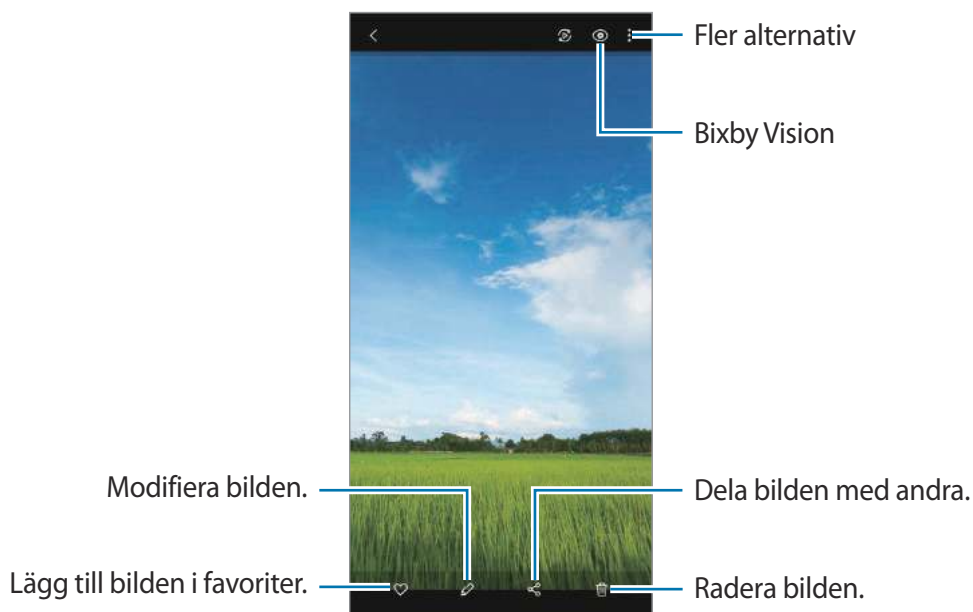 Fler alternativ
Bixby Vision
Modifiera bilden.
Dela bilden med andra.
Lägg till bilden i favoriter.
Radera bilden.